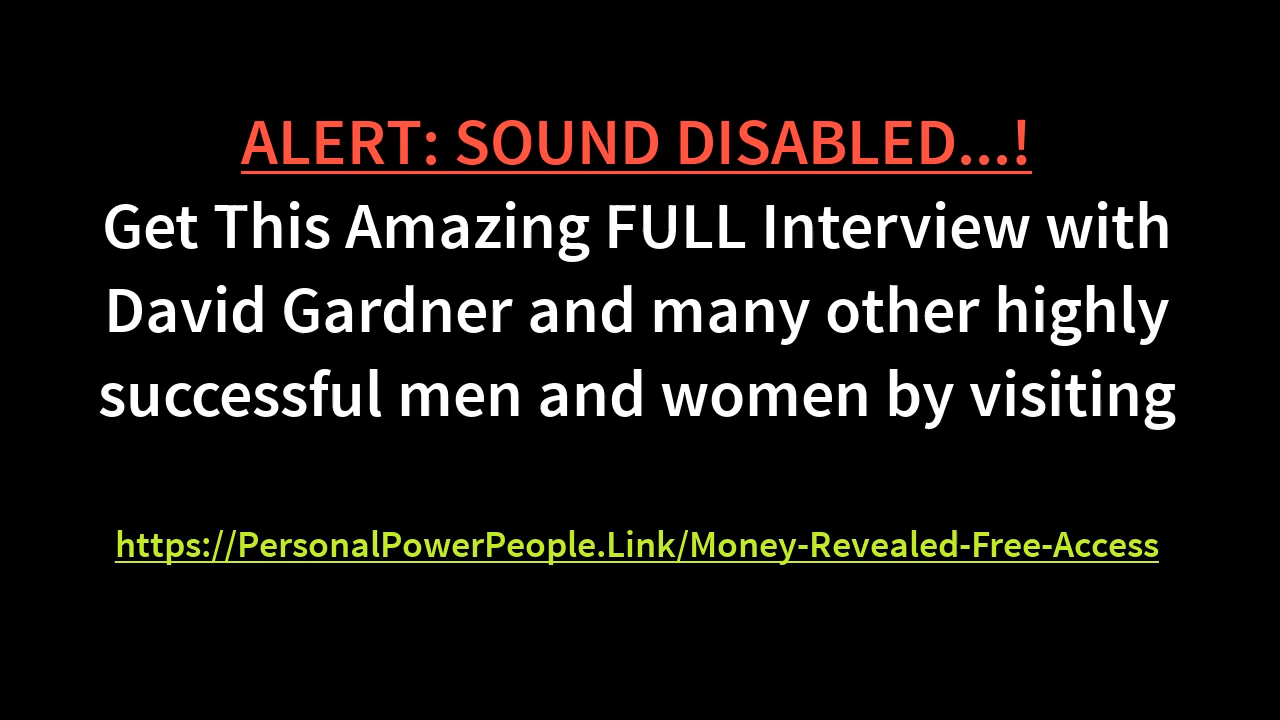 ALERT: SOUND DISABLED...!
Get This Amazing FULL Interview with
David Gardner and many other highly
successful men and women by visiting
https://PersonalPowerPeople.Link/Money-Revealed-Free-Access